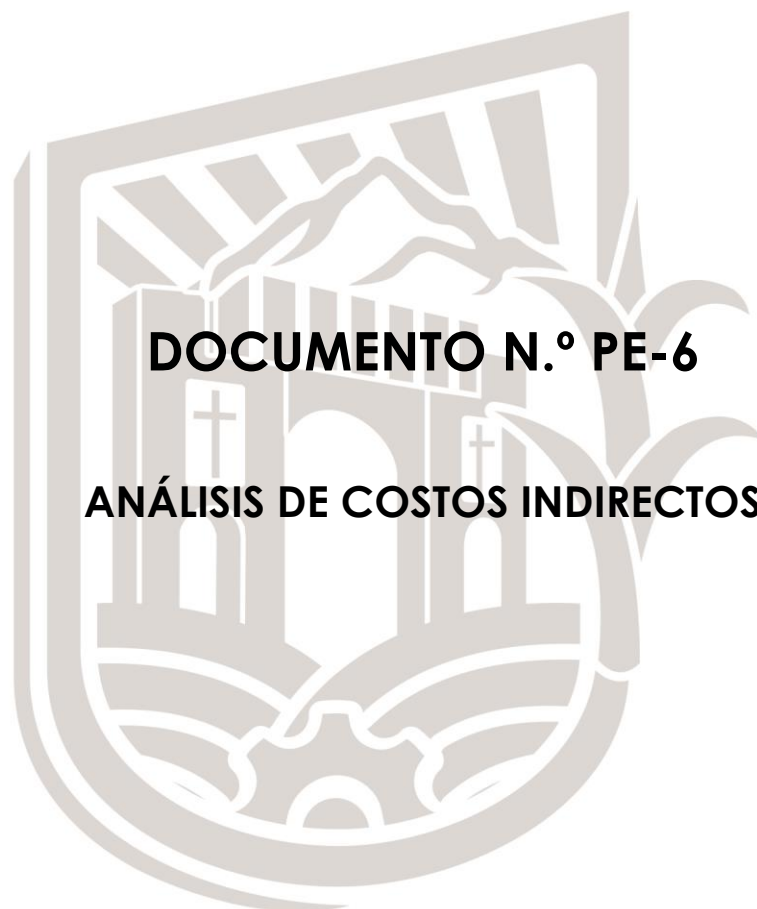 DOCUMENTO N.º PE-6
ANÁLISIS DE COSTOS INDIRECTOS